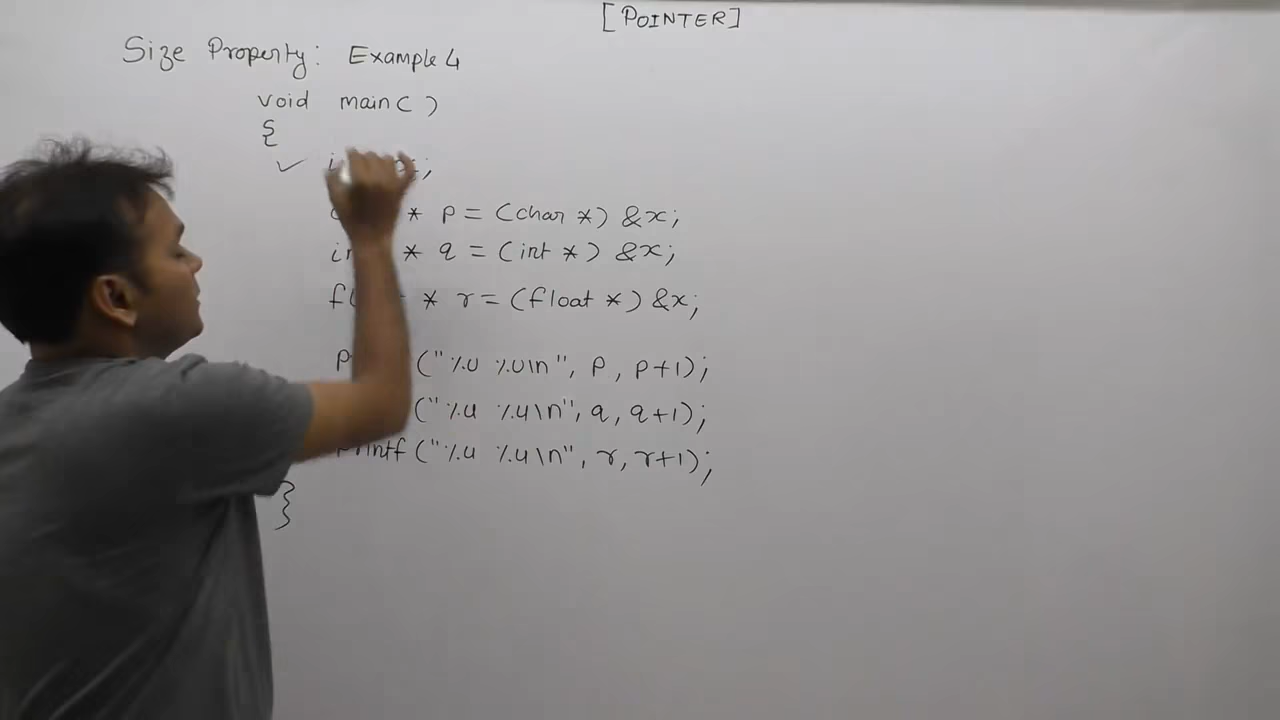 [POINTER]
Size Property: Example 4
void main( )
{
✓ ;
* p = (char *) &x;
* q = (int *) &x;
* r = (float *) &x;
("%u %u\n", p, p+1);
("%u %u\n", q, q+1);
printf ("%u %u\n", r, r+1);
}